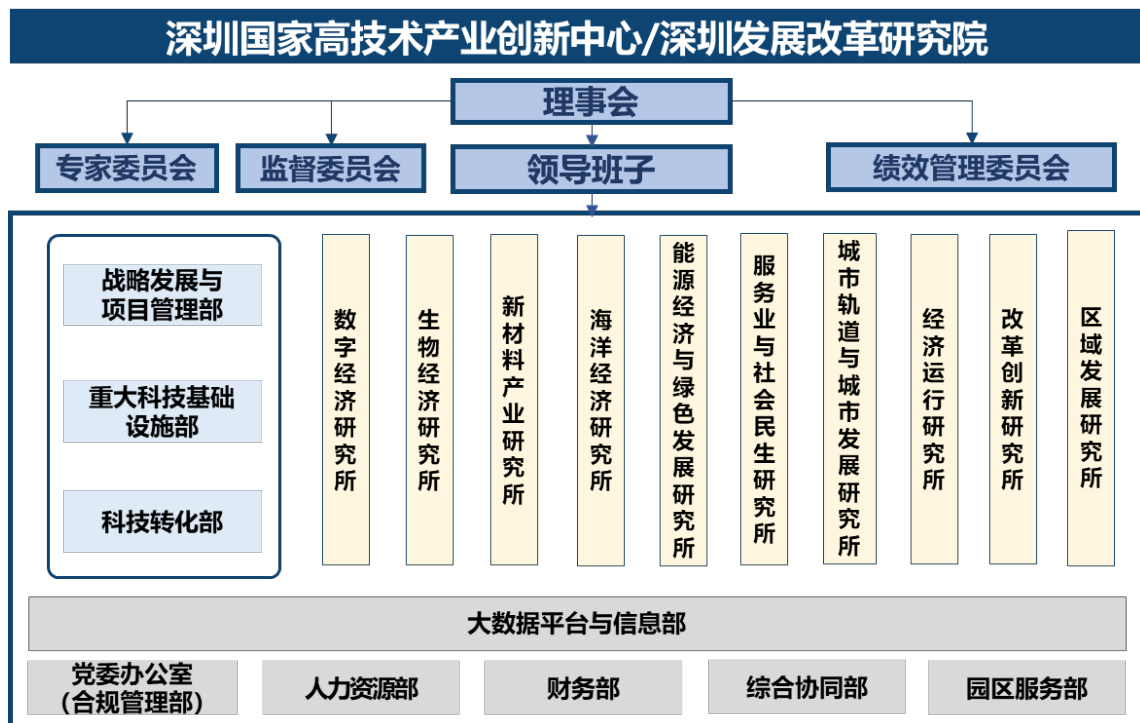 深圳国家高技术产业创新中心/深圳发展改革研究院
理事会
专家委员会
监督委员会
领导班子
绩效管理委员会
战略发展与
项目管理部
重大科技基础
设施部
科技转化部
数字经济研究所
生物经济研究所
新材料产业研究所
海洋经济研究所
能源经济与绿色发展研究所
服务业与社会民生研究所
城市轨道与城市发展研究所
经济运行研究所
改革创新研究所
区域发展研究所
大数据平台与信息部
党委办公室
(合规管理部)
人力资源部
财务部
综合协同部
园区服务部